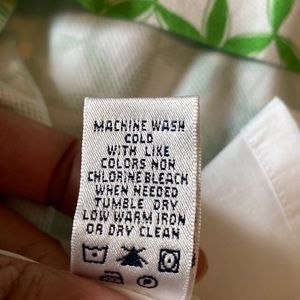 MACHINE WASH
COLD
WITH LIKE
COLORS NON
CHLORINE BLEACH
WHEN NEEDED
TUMBLE DRY
LOW WARM IRON
OR DRY CLEAN